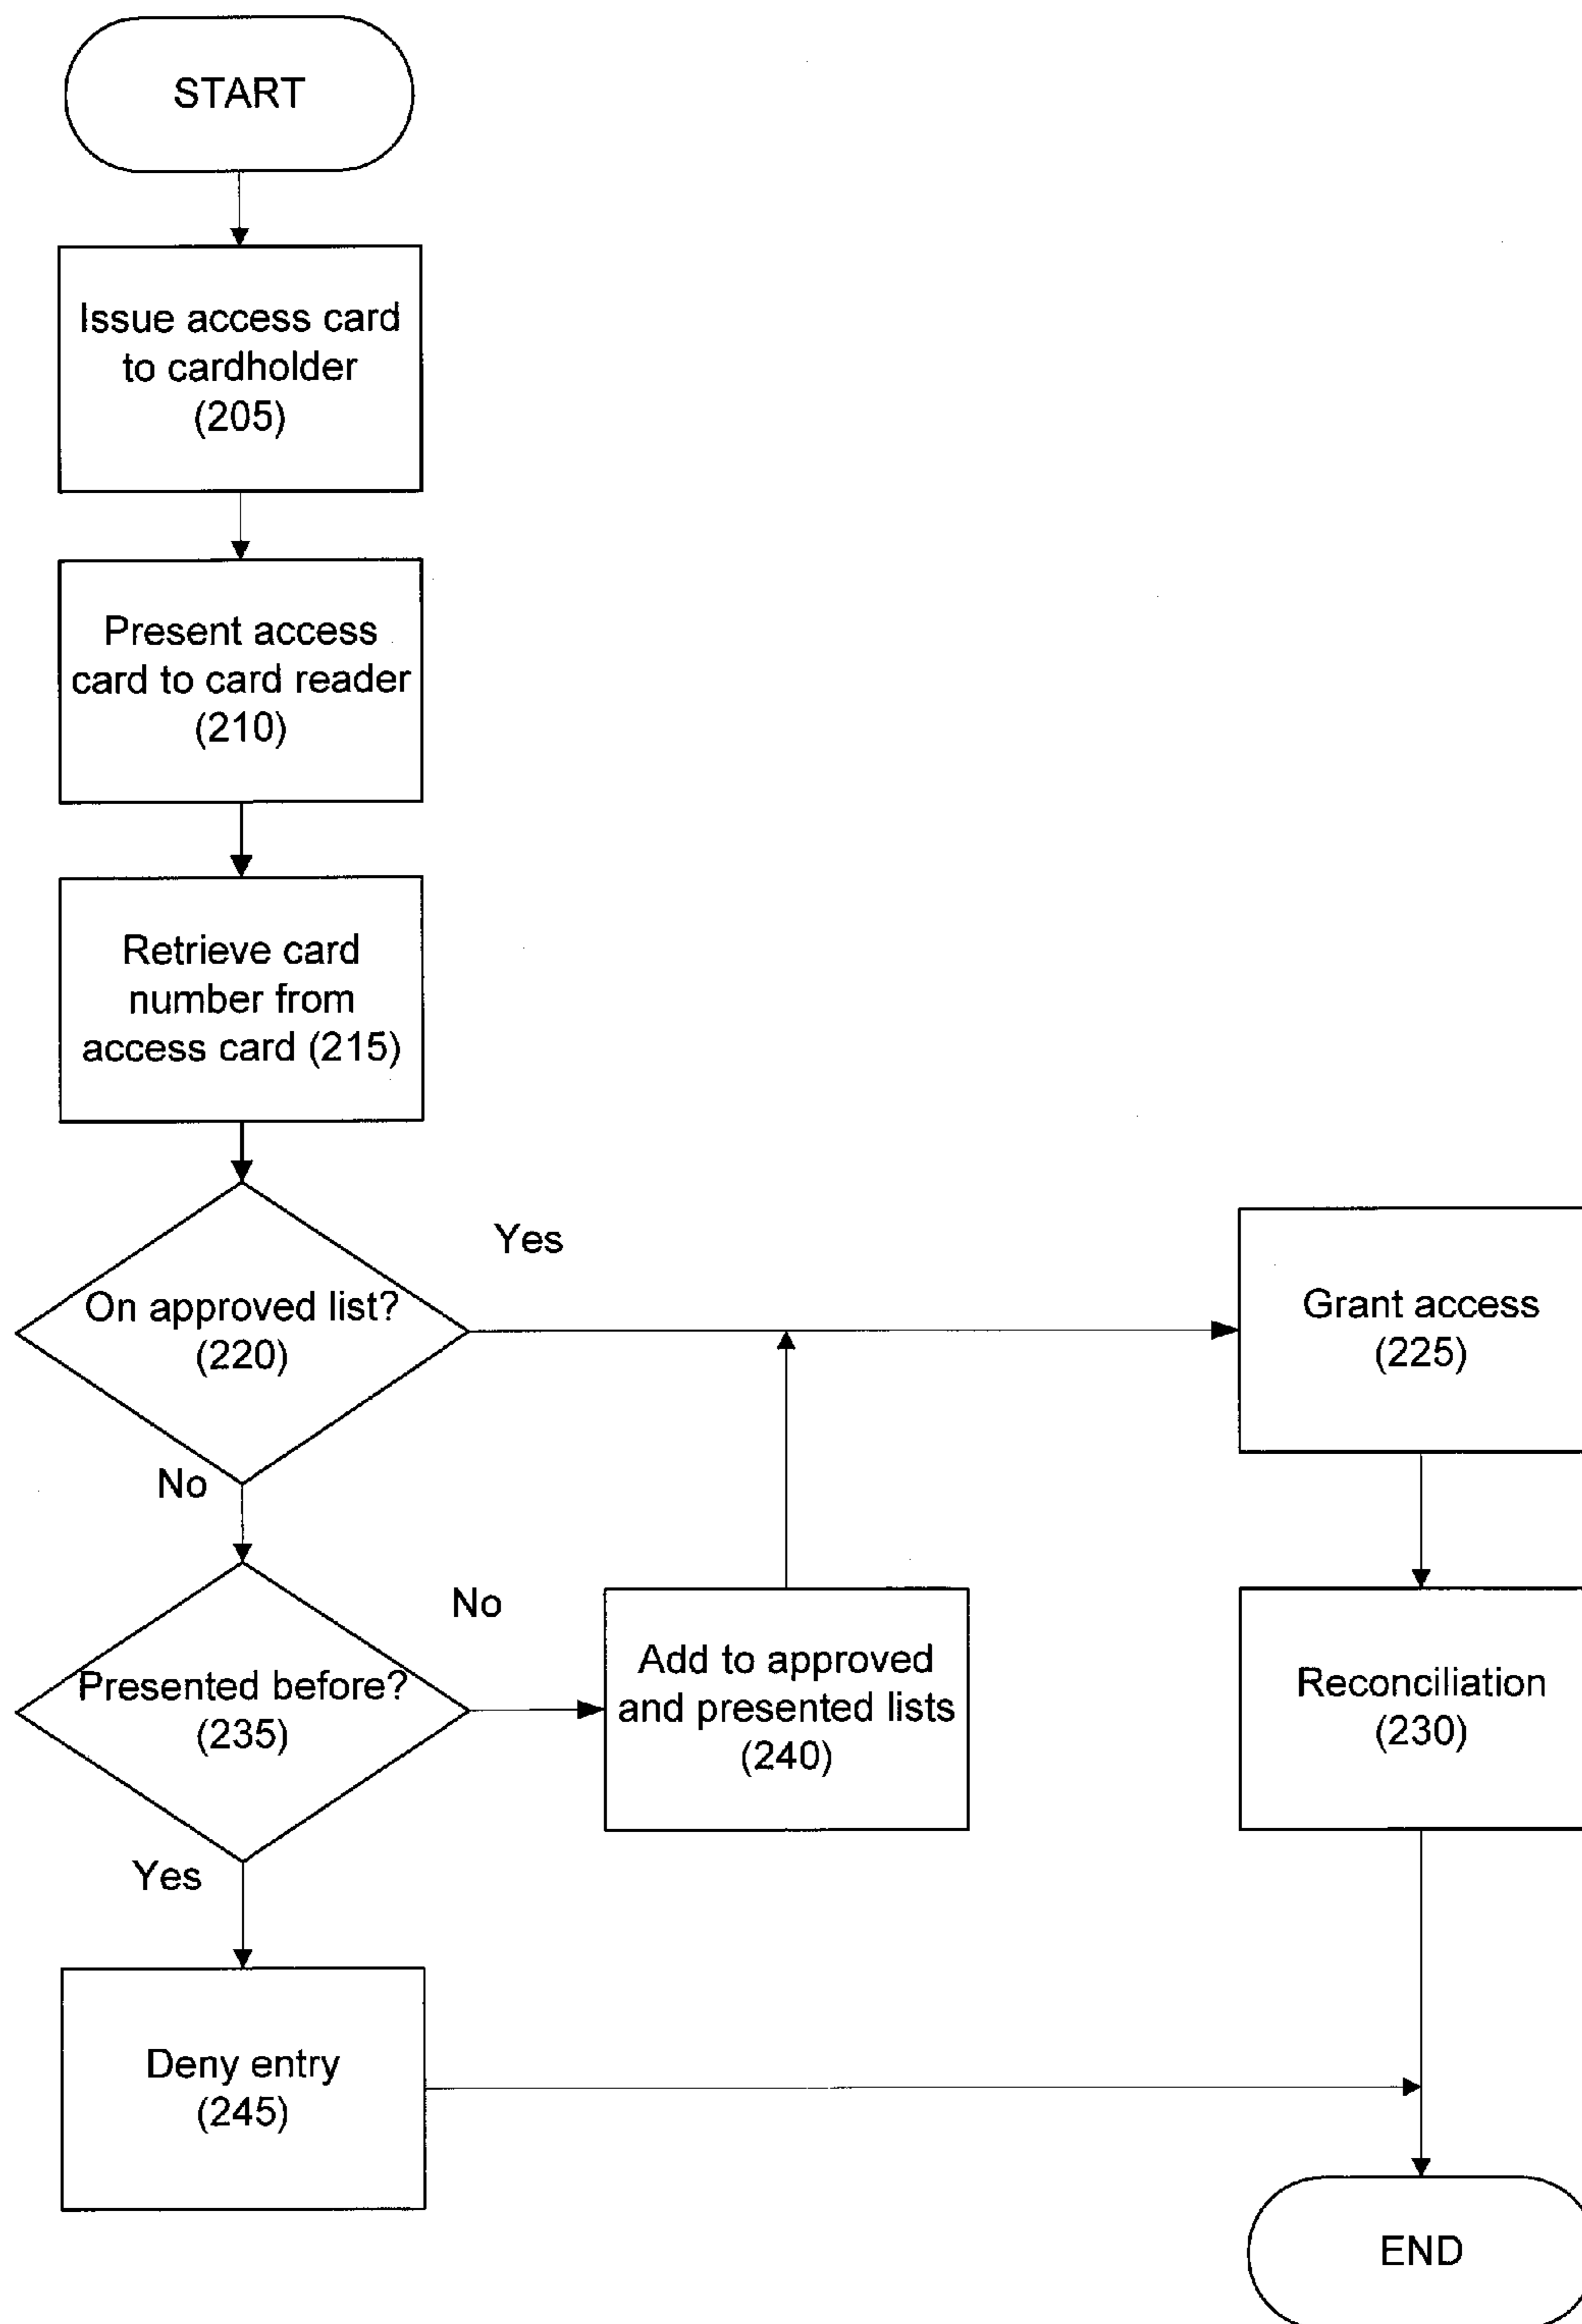 START
Issue access card
to cardholder
(205)
Present access
card to card reader
(210)
Retrieve card
number from
access card (215)
On approved list?
(220)
Yes
Grant access
(225)
No
Presented before?
(235)
No
Add to approved
and presented lists
(240)
Reconciliation
(230)
Yes
Deny entry
(245)
END